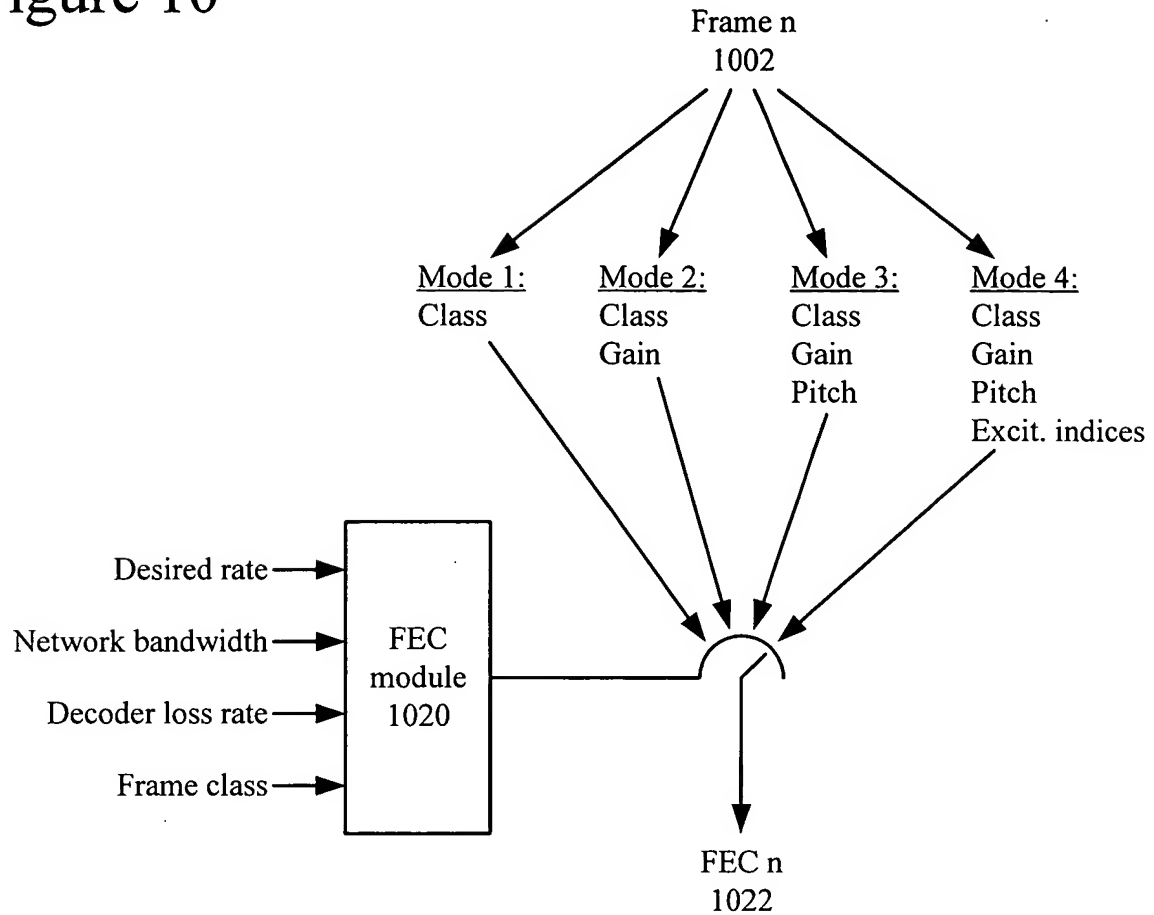 Figure 10
Frame n
1002
Mode 1:
Class
Mode 2:
Class
Gain
Mode 3:
Class
Gain
Pitch
Mode 4:
Class
Gain
Pitch
Excit. indices
Desired rate
Network bandwidth
Decoder loss rate
Frame class
FEC
module
1020
FEC n
1022